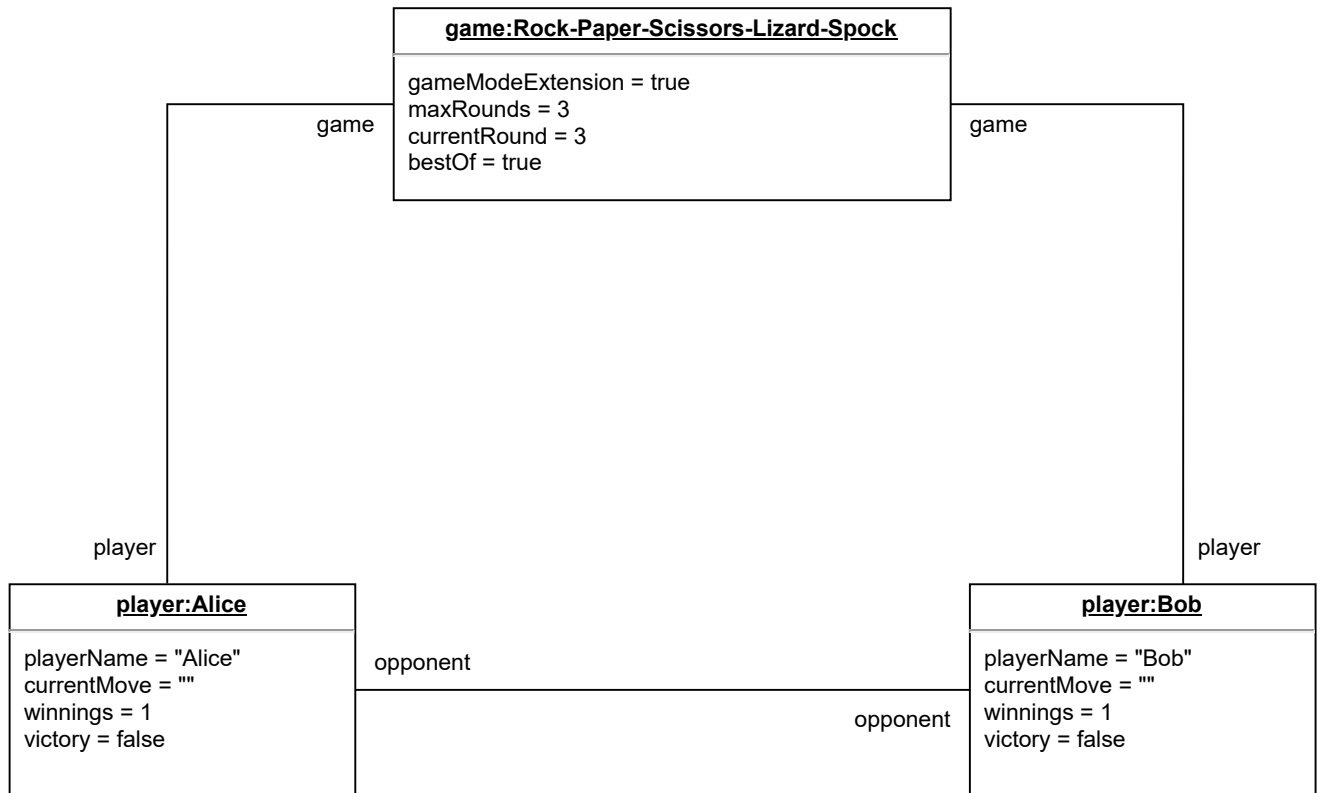 game:Rock-Paper-Scissors-Lizard-Spock
gameModeExtension = true
maxRounds = 3
currentRound = 3
bestOf = true
game
game
player
player
player:Alice
playerName = "Alice"
currentMove = ""
winnings = 1
victory = false
opponent
opponent
player:Bob
playerName = "Bob"
currentMove = ""
winnings = 1
victory = false